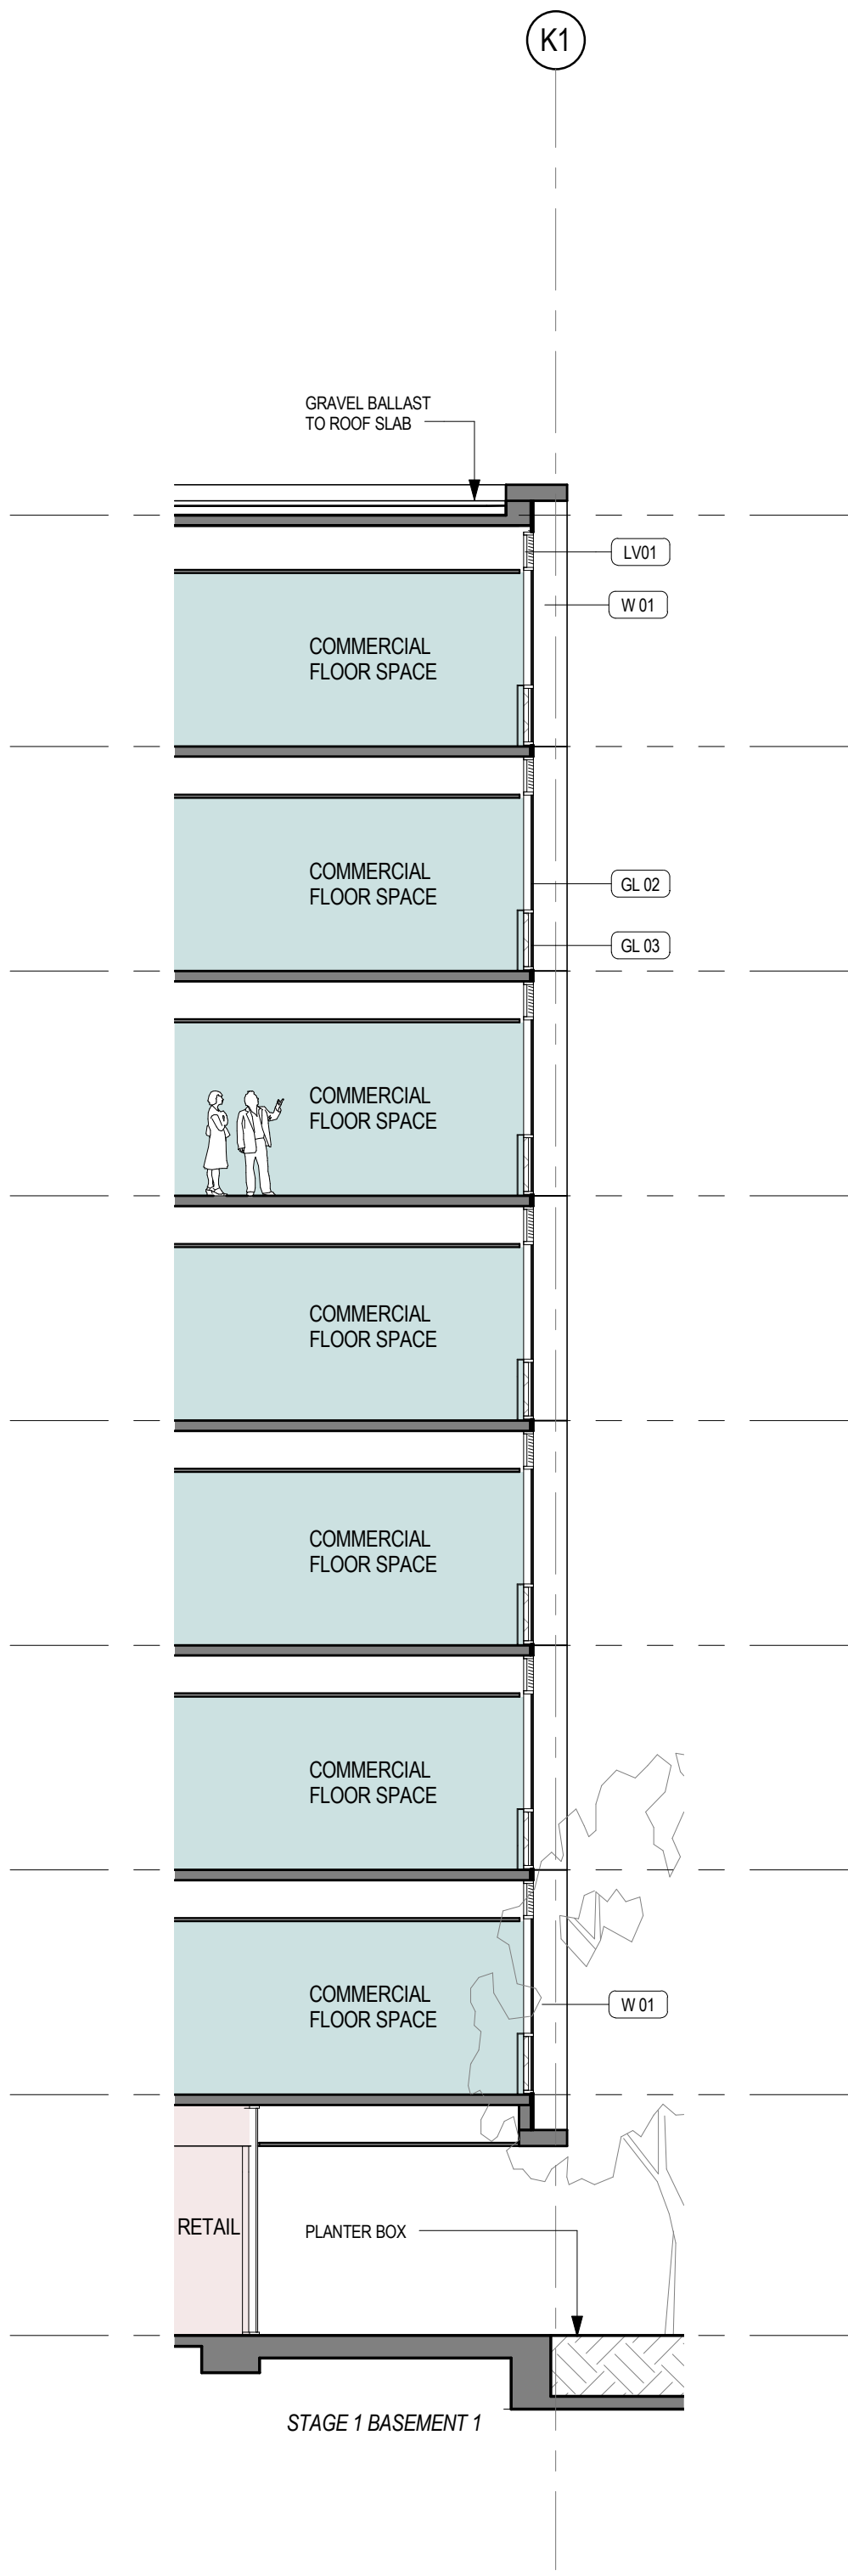 K1
GRAVEL BALLAST
TO ROOF SLAB
LV01
W 01
COMMERCIAL
FLOOR SPACE
COMMERCIAL
FLOOR SPACE
GL 02
GL 03
COMMERCIAL
FLOOR SPACE
COMMERCIAL
FLOOR SPACE
COMMERCIAL
FLOOR SPACE
COMMERCIAL
FLOOR SPACE
COMMERCIAL
FLOOR SPACE
W 01
RETAIL
PLANTER BOX
STAGE 1 BASEMENT 1